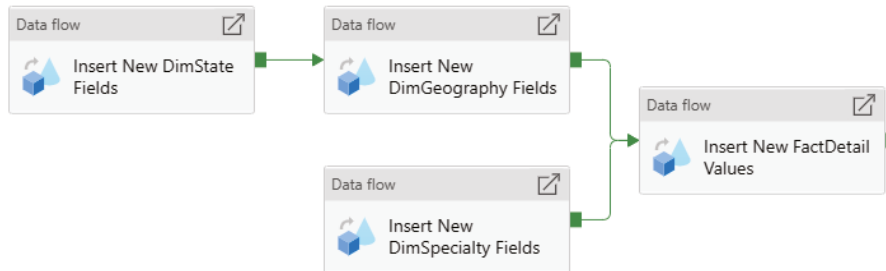 Data flow
Insert New DimState
Fields
Data flow
Insert New
DimGeography Fields
Data flow
Insert New FactDetail
Values
Data flow
Insert New
DimSpecialty Fields